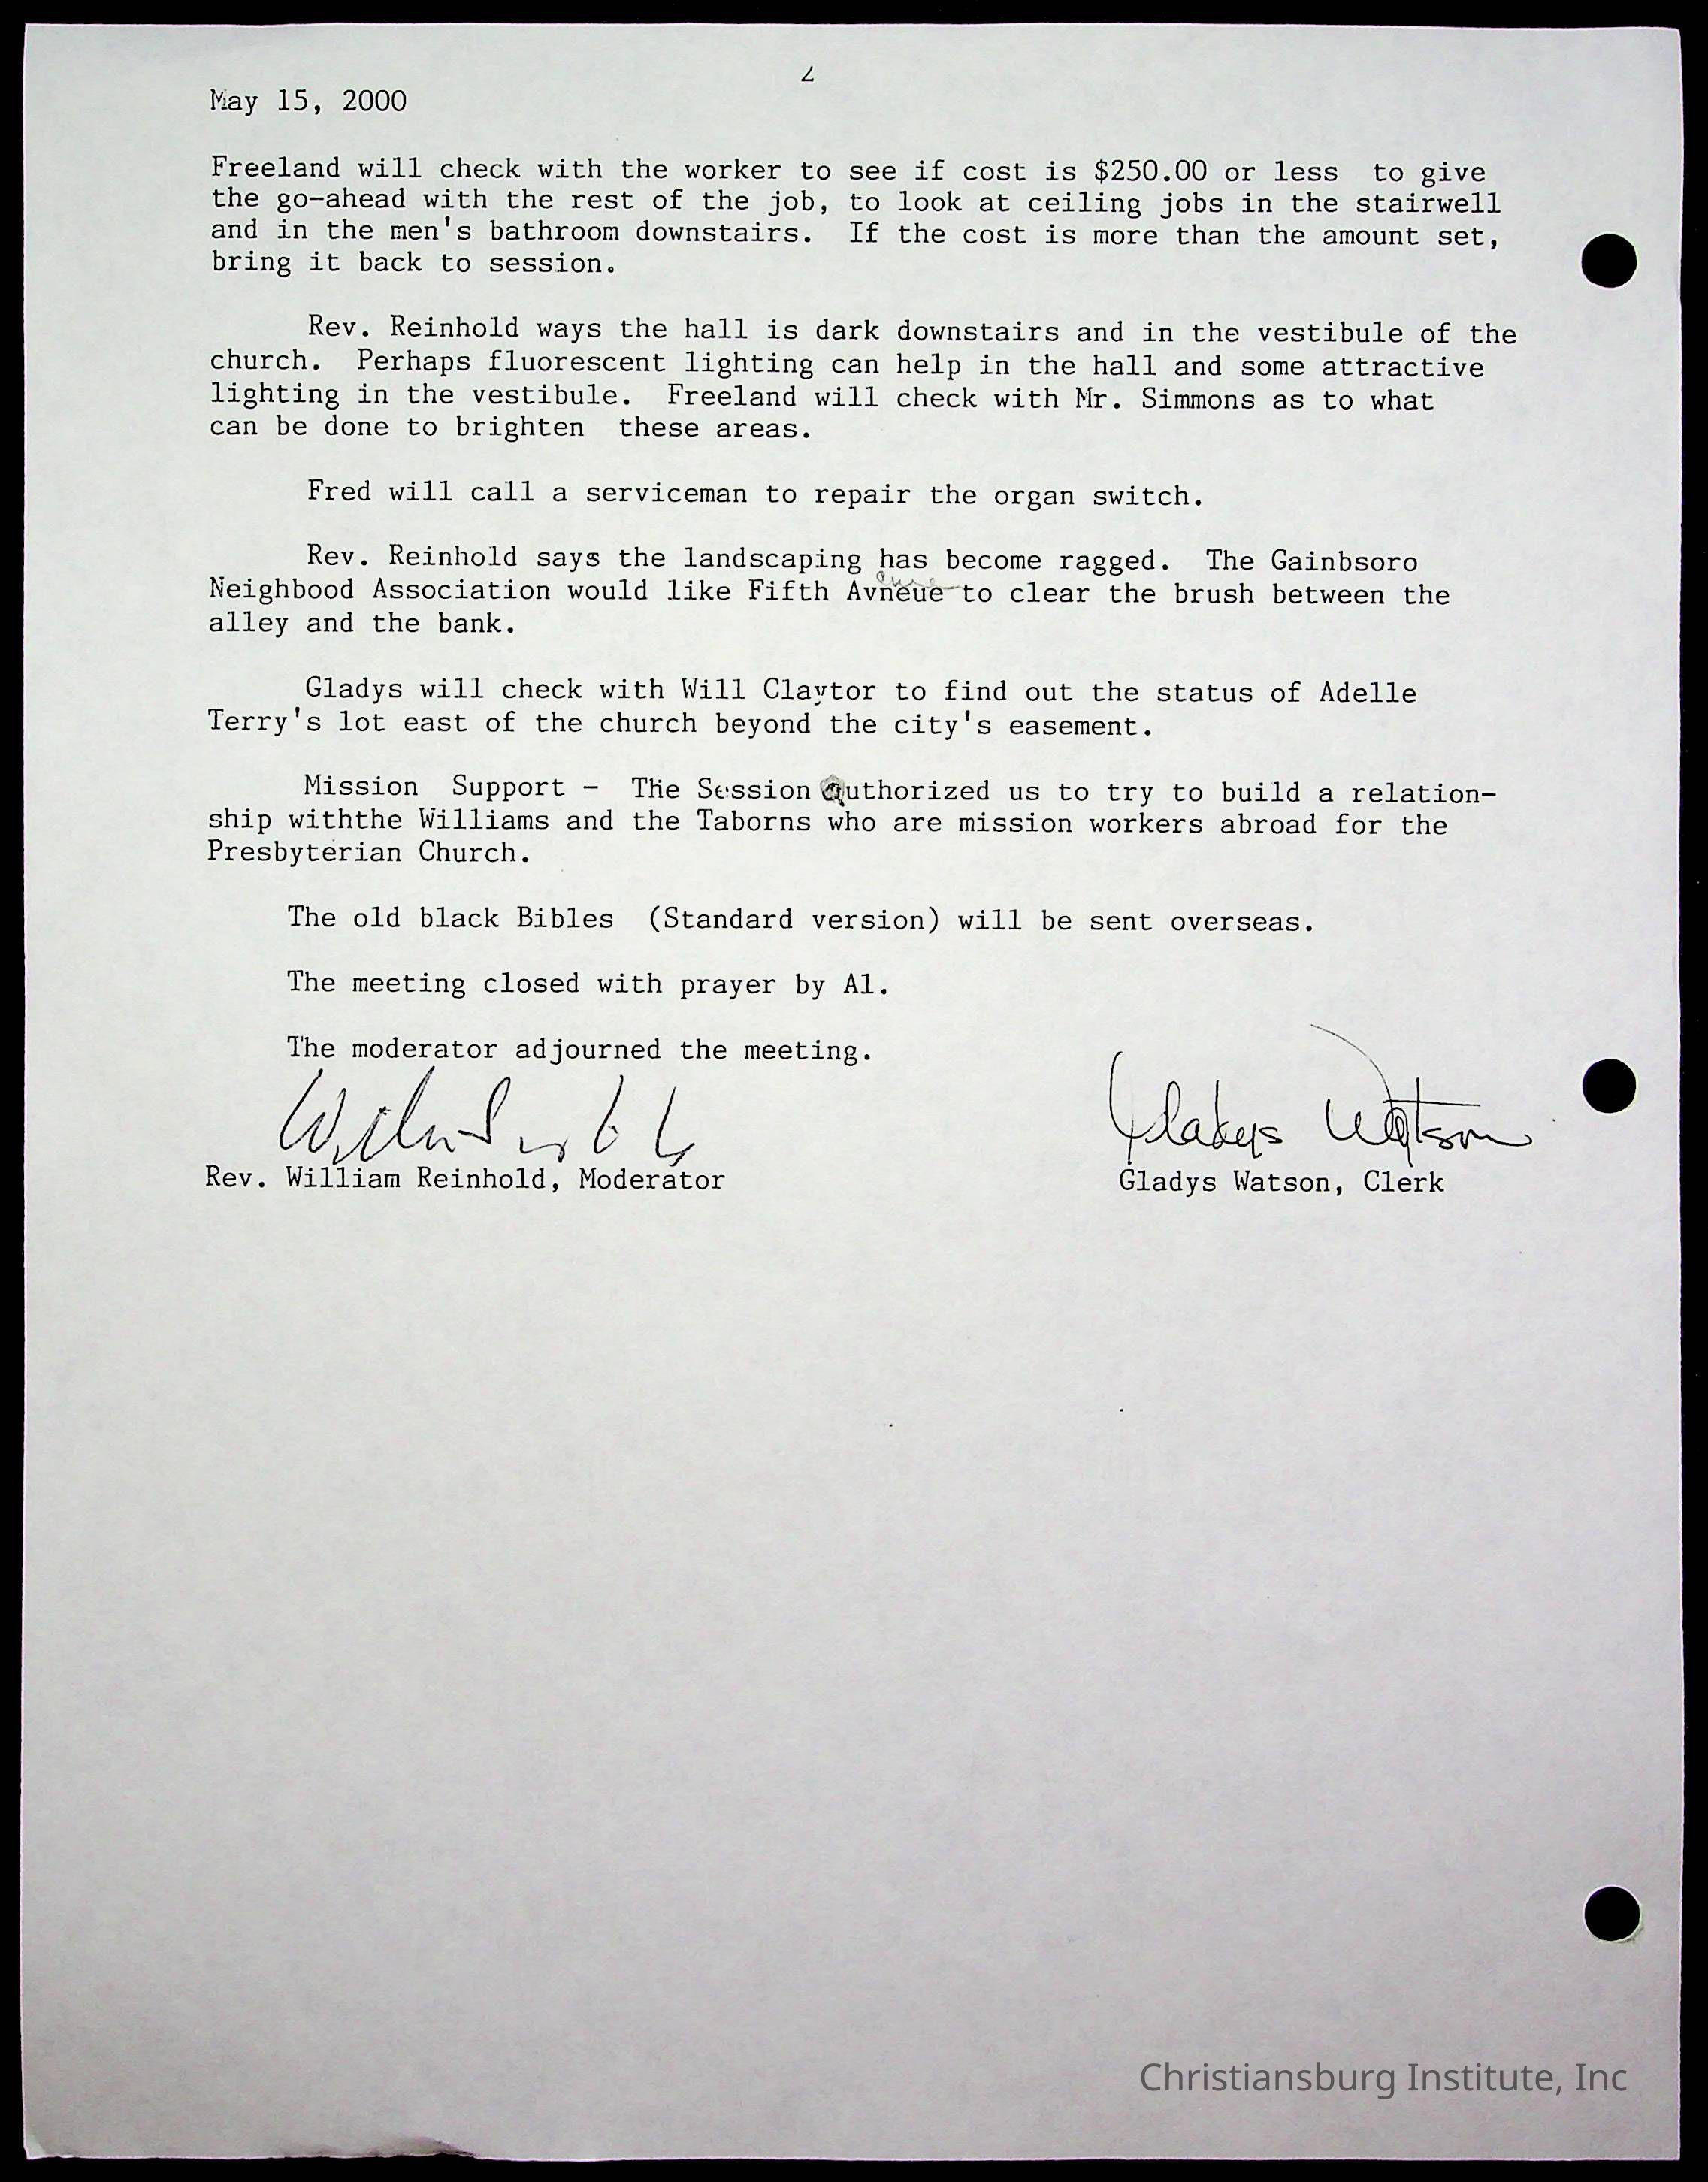 2
May 15, 2000
Freeland will check with the worker to see if cost is $250.00 or less to give
the go-ahead with the rest of the job, to look at ceiling jobs in the stairwell
and in the men's bathroom downstairs. If the cost is more than the amount set,
bring it back to session.
Rev. Reinhold ways the hall is dark downstairs and in the vestibule of the
church. Perhaps fluorescent lighting can help in the hall and some attractive
lighting in the vestibule. Freeland will check with Mr. Simmons as to what
can be done to brighten these areas.
Fred will call a serviceman to repair the organ switch.
Rev. Reinhold says the landscaping has become ragged. The Gainbsoro
Neighbood Association would like Fifth Avneue to clear the brush between the
alley and the bank.
Gladys will check with Will Claytor to find out the status of Adelle
Terry's lot east of the church beyond the city's easement.
Mission Support - The Session authorized us to try to build a relation-
ship withthe Williams and the Taborns who are mission workers abroad for the
Presbyterian Church.
The old black Bibles (Standard version) will be sent overseas.
The meeting closed with prayer by Al.
The moderator adjourned the meeting.
Gladys Watson
Rev. William Reinhold, Moderator
Gladys Watson, Clerk
Christiansburg Institute, Inc